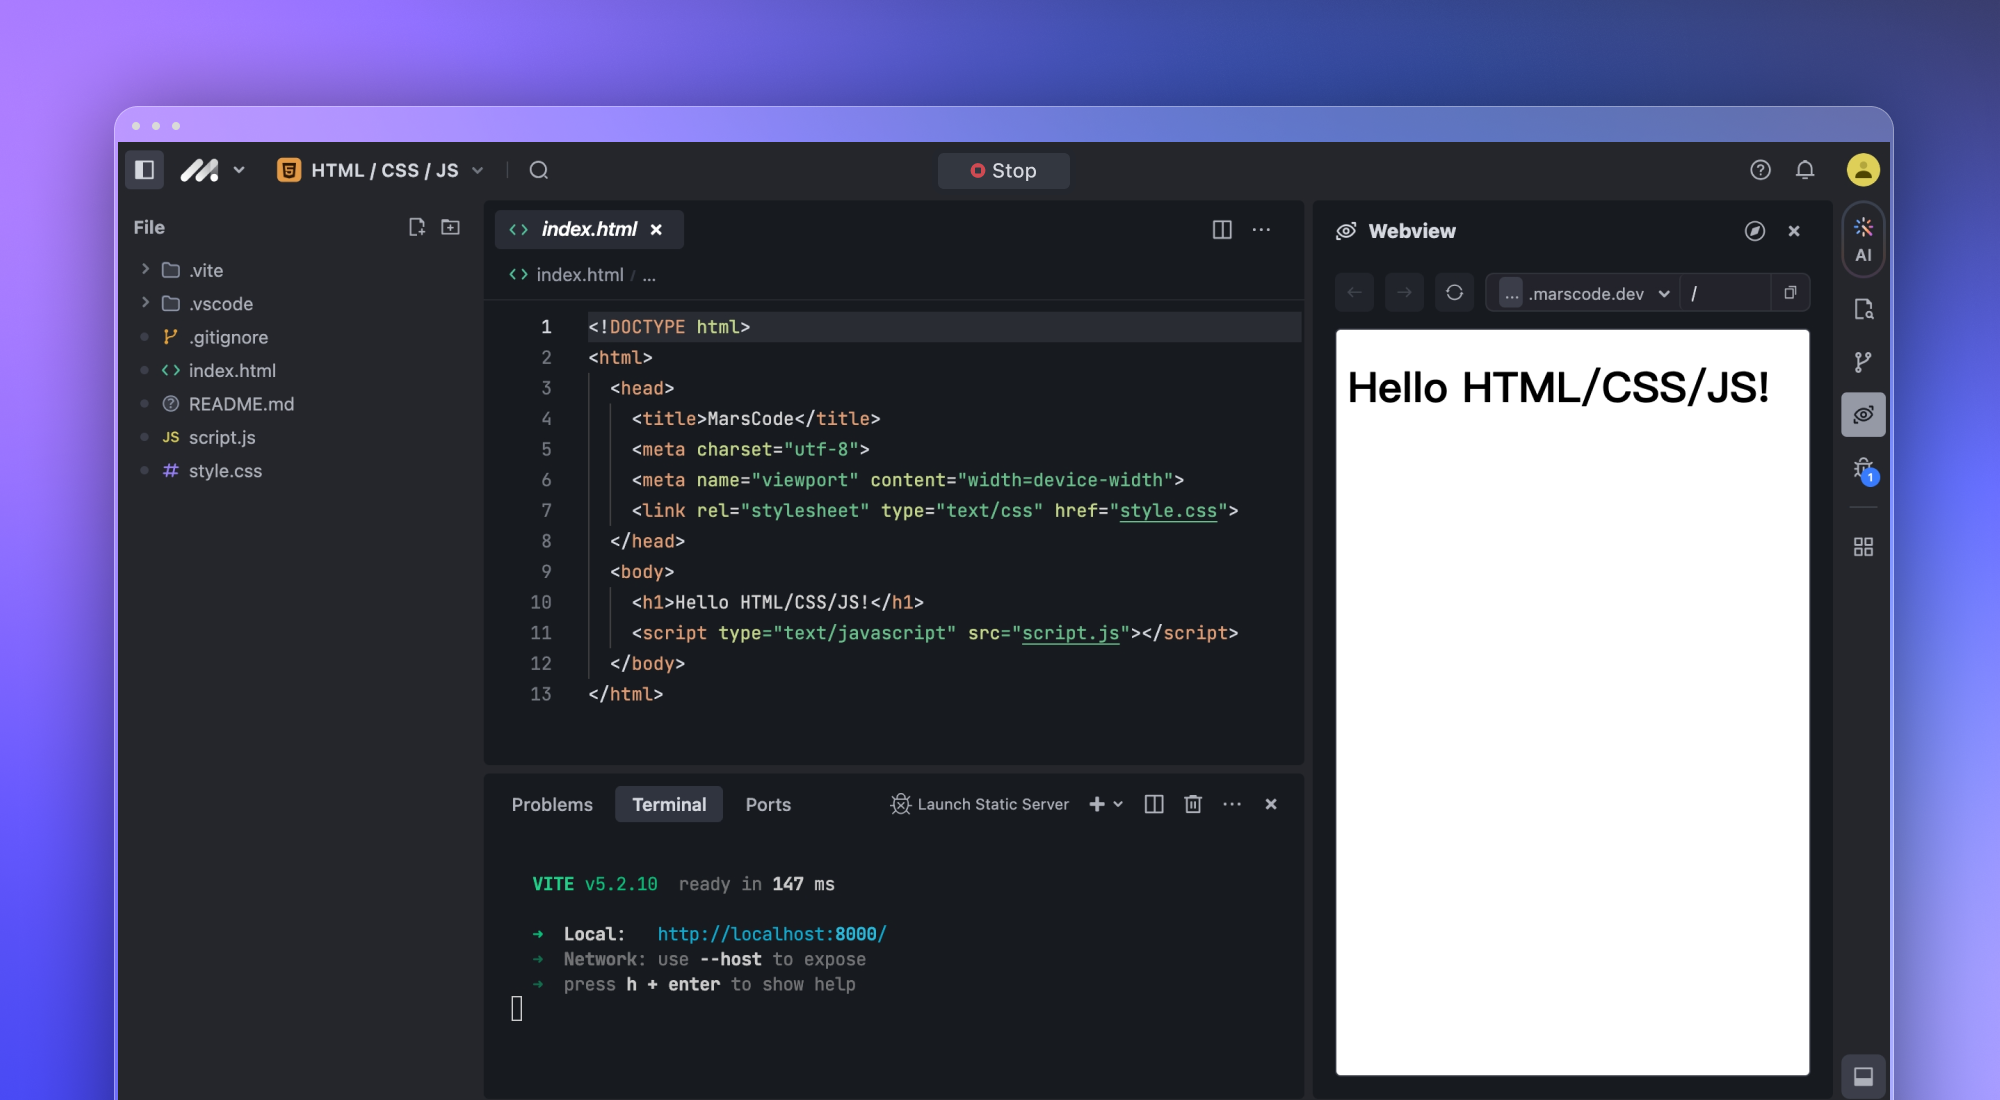 HTML / CSS / JS
Stop
File
.vite
.vscode
.gitignore
index.html
README.md
JS script.js
# style.css
index.html
index.html / ...
1 <!DOCTYPE html>
2 <html>
3 <head>
4 <title>MarsCode</title>
5 <meta charset="utf-8">
6 <meta name="viewport" content="width=device-width">
7 <link rel="stylesheet" type="text/css" href="style.css">
8 </head>
9 <body>
10 <h1>Hello HTML/CSS/JS!</h1>
11 <script type="text/javascript" src="script.js"></script>
12 </body>
13 </html>
Problems Terminal Ports Launch Static Server
VITE v5.2.10 ready in 147 ms
➜ Local: http://localhost:8000/
➜ Network: use --host to expose
➜ press h + enter to show help
Webview
... .marscode.dev /
Hello HTML/CSS/JS!
AI
1